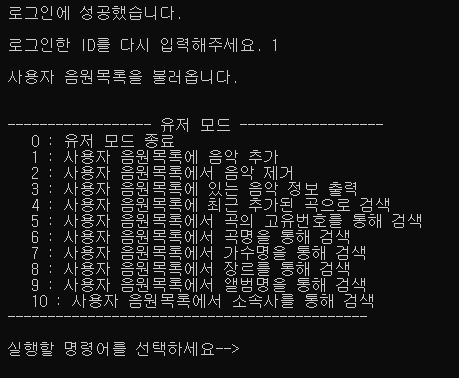 로그인에 성공했습니다.
로그인한 ID를 다시 입력해주세요. 1
사용자 음원목록을 불러옵니다.
------------------ 유저 모드 ------------------
0 : 유저 모드 종료
1 : 사용자 음원목록에 음악 추가
2 : 사용자 음원목록에서 음악 제거
3 : 사용자 음원목록에 있는 음악 정보 출력
4 : 사용자 음원목록에 최근 추가된 곡으로 검색
5 : 사용자 음원목록에서 곡의 고유번호를 통해 검색
6 : 사용자 음원목록에서 곡명을 통해 검색
7 : 사용자 음원목록에서 가수명을 통해 검색
8 : 사용자 음원목록에서 장르를 통해 검색
9 : 사용자 음원목록에서 앨범명을 통해 검색
10 : 사용자 음원목록에서 소속사를 통해 검색
---------------------------------------------
실행할 명령어를 선택하세요-->